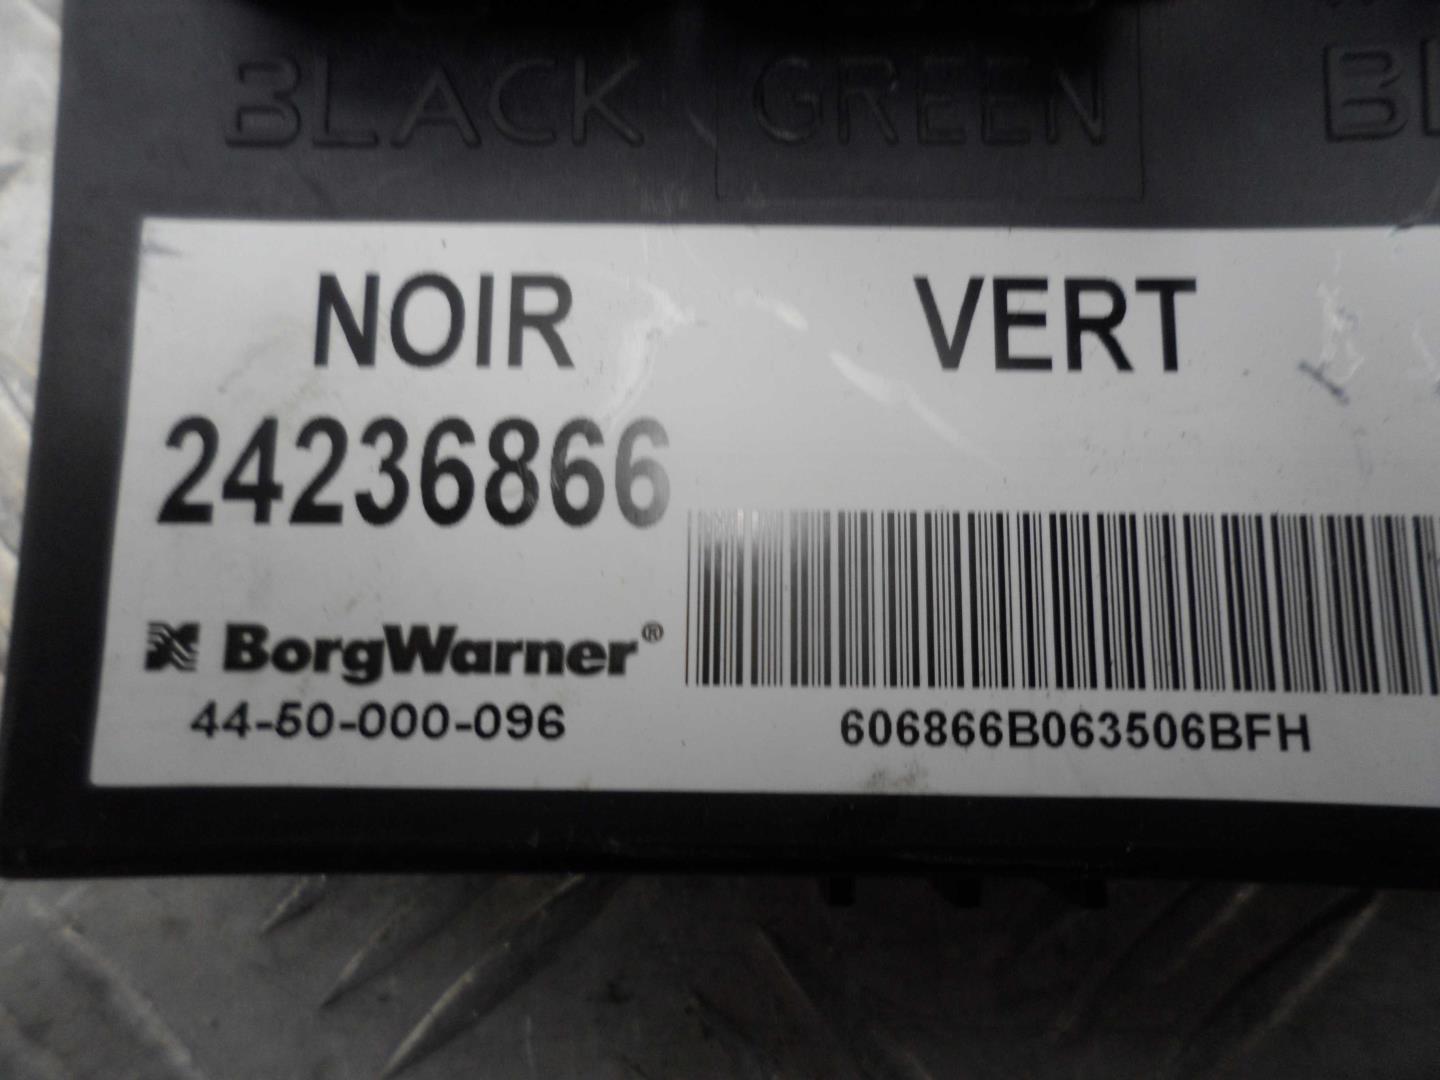 BLACK GREEN
NOIR VERT
24236866
BorgWarner®
44-50-000-096 606866B063506BFH